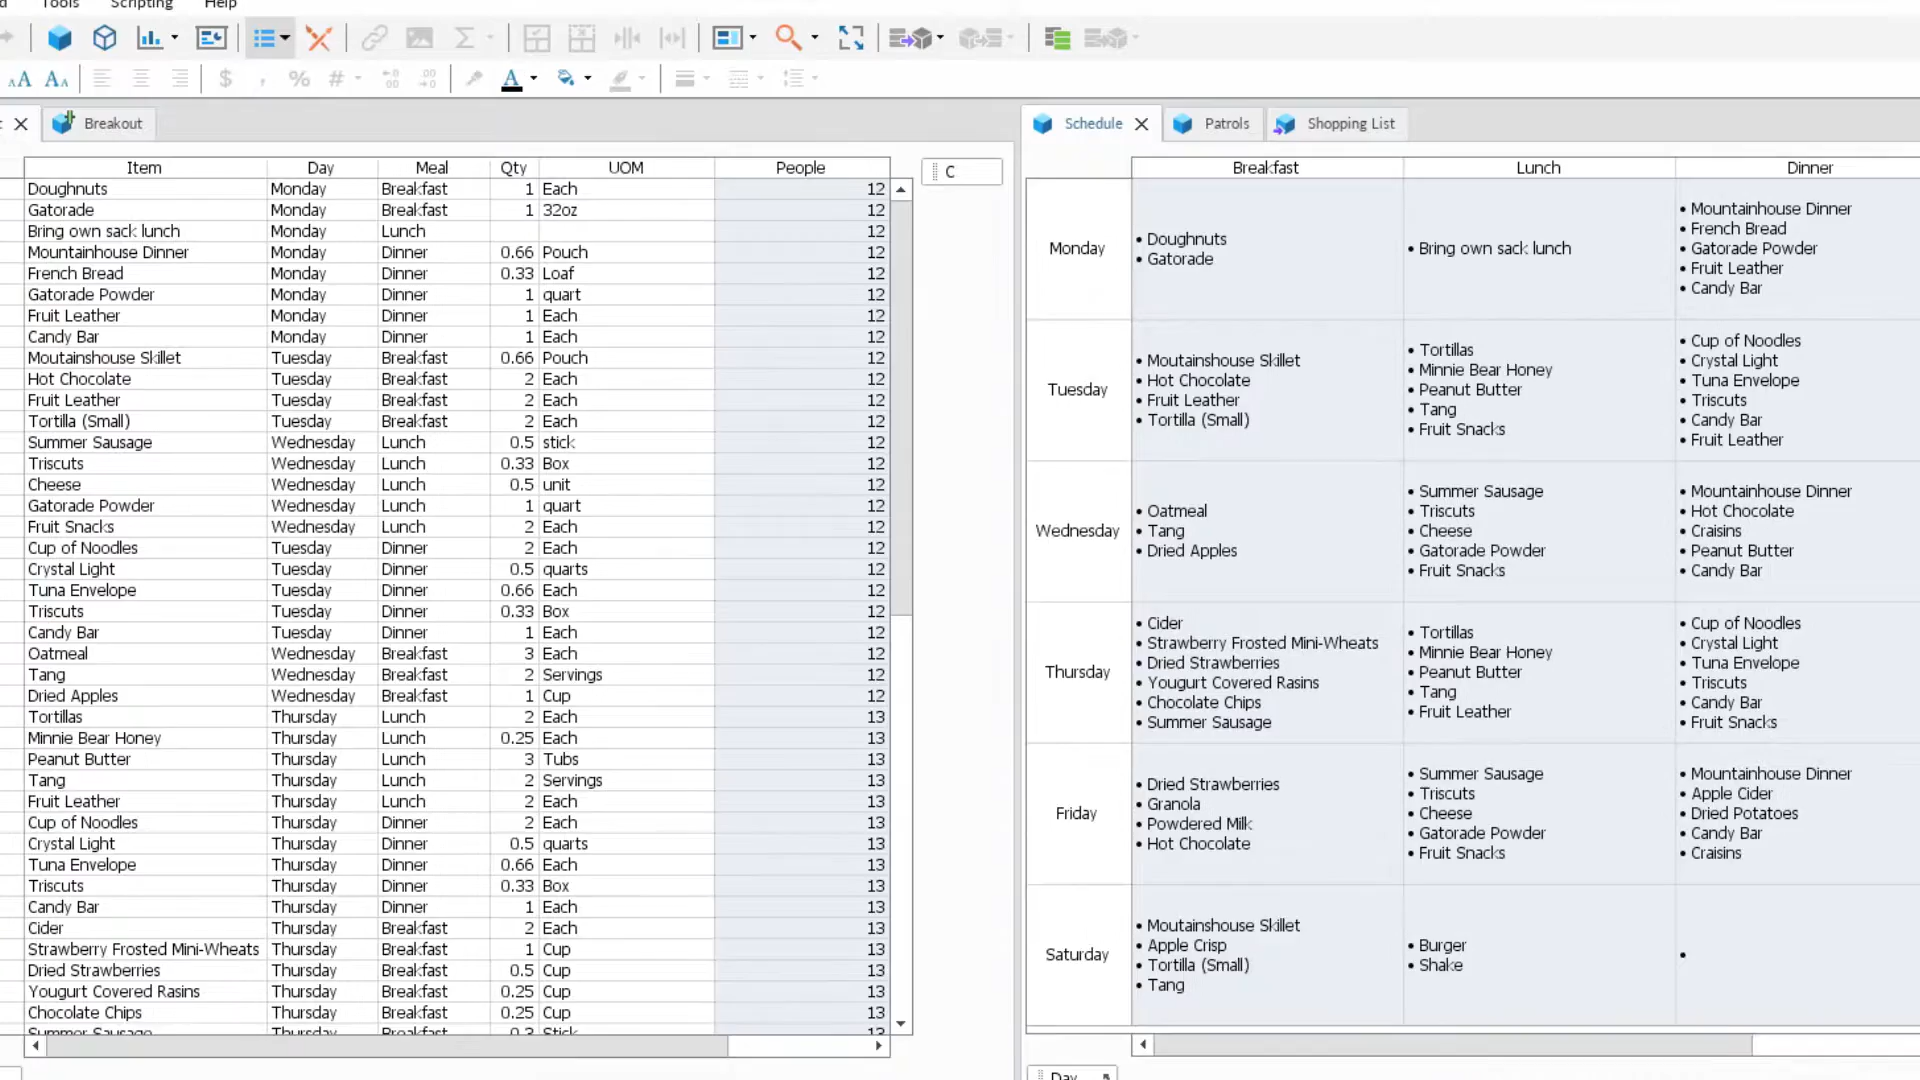 Tools Scripting Help
Breakout
Schedule Patrols Shopping List
Item Day Meal Qty UOM People
Doughnuts Monday Breakfast 1 Each 12
Gatorade Monday Breakfast 1 32oz 12
Bring own sack lunch Monday Lunch 12
Mountainhouse Dinner Monday Dinner 0.66 Pouch 12
French Bread Monday Dinner 0.33 Loaf 12
Gatorade Powder Monday Dinner 1 quart 12
Fruit Leather Monday Dinner 1 Each 12
Candy Bar Monday Dinner 1 Each 12
Moutainshouse Skillet Tuesday Breakfast 0.66 Pouch 12
Hot Chocolate Tuesday Breakfast 2 Each 12
Fruit Leather Tuesday Breakfast 2 Each 12
Tortilla (Small) Tuesday Breakfast 2 Each 12
Summer Sausage Wednesday Lunch 0.5 stick 12
Triscuts Wednesday Lunch 0.33 Box 12
Cheese Wednesday Lunch 0.5 unit 12
Gatorade Powder Wednesday Lunch 1 quart 12
Fruit Snacks Wednesday Lunch 2 Each 12
Cup of Noodles Tuesday Dinner 2 Each 12
Crystal Light Tuesday Dinner 0.5 quarts 12
Tuna Envelope Tuesday Dinner 0.66 Each 12
Triscuts Tuesday Dinner 0.33 Box 12
Candy Bar Tuesday Dinner 1 Each 12
Oatmeal Wednesday Breakfast 3 Each 12
Tang Wednesday Breakfast 2 Servings 12
Dried Apples Wednesday Breakfast 1 Cup 12
Tortillas Thursday Lunch 2 Each 13
Minnie Bear Honey Thursday Lunch 0.25 Each 13
Peanut Butter Thursday Lunch 3 Tubs 13
Tang Thursday Lunch 2 Servings 13
Fruit Leather Thursday Lunch 2 Each 13
Cup of Noodles Thursday Dinner 2 Each 13
Crystal Light Thursday Dinner 0.5 quarts 13
Tuna Envelope Thursday Dinner 0.66 Each 13
Triscuts Thursday Dinner 0.33 Box 13
Candy Bar Thursday Dinner 1 Each 13
Cider Thursday Breakfast 2 Each 13
Strawberry Frosted Mini-Wheats Thursday Breakfast 1 Cup 13
Dried Strawberries Thursday Breakfast 0.5 Cup 13
Yougurt Covered Rasins Thursday Breakfast 0.25 Cup 13
Chocolate Chips Thursday Breakfast 0.25 Cup 13
Summer Sausage Thursday Breakfast 0.3 Stick 13
C
Breakfast Lunch Dinner
Monday
• Doughnuts
• Gatorade
• Bring own sack lunch
• Mountainhouse Dinner
• French Bread
• Gatorade Powder
• Fruit Leather
• Candy Bar
Tuesday
• Moutainshouse Skillet
• Hot Chocolate
• Fruit Leather
• Tortilla (Small)
• Tortillas
• Minnie Bear Honey
• Peanut Butter
• Tang
• Fruit Snacks
• Cup of Noodles
• Crystal Light
• Tuna Envelope
• Triscuts
• Candy Bar
• Fruit Leather
Wednesday
• Oatmeal
• Tang
• Dried Apples
• Summer Sausage
• Triscuts
• Cheese
• Gatorade Powder
• Fruit Snacks
• Mountainhouse Dinner
• Hot Chocolate
• Craisins
• Peanut Butter
• Candy Bar
Thursday
• Cider
• Strawberry Frosted Mini-Wheats
• Dried Strawberries
• Yougurt Covered Rasins
• Chocolate Chips
• Summer Sausage
• Tortillas
• Minnie Bear Honey
• Peanut Butter
• Tang
• Fruit Leather
• Cup of Noodles
• Crystal Light
• Tuna Envelope
• Triscuts
• Candy Bar
• Fruit Snacks
Friday
• Dried Strawberries
• Granola
• Powdered Milk
• Hot Chocolate
• Summer Sausage
• Triscuts
• Cheese
• Gatorade Powder
• Fruit Snacks
• Mountainhouse Dinner
• Apple Cider
• Dried Potatoes
• Candy Bar
• Craisins
Saturday
• Moutainshouse Skillet
• Apple Crisp
• Tortilla (Small)
• Tang
• Burger
• Shake
•
Day